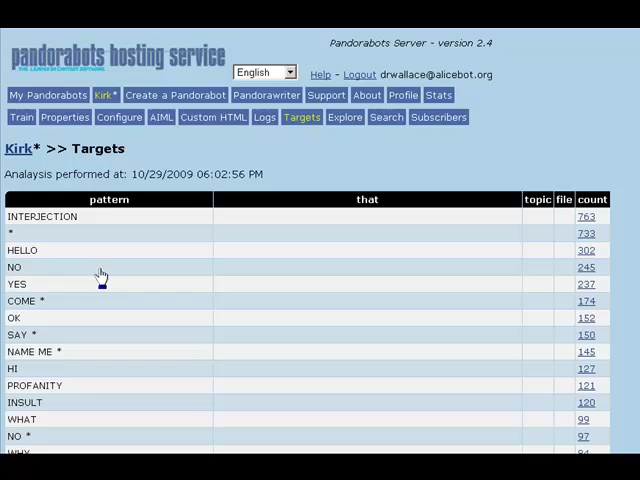 Pandorabots Server - version 2.4
pandorabots hosting service
English
Help - Logout drwallace@alicebot.org
My Pandorabots Kirk* Create a Pandorabot Pandorawriter Support About Profile Stats
Train Properties Configure AIML Custom HTML Logs Targets Explore Search Subscribers
Kirk* >> Targets
Analaysis performed at: 10/29/2009 06:02:56 PM
pattern that topic file count
INTERJECTION 763
* 733
HELLO 302
NO 245
YES 237
COME * 174
OK 152
SAY * 150
NAME ME * 145
HI 127
PROFANITY 121
INSULT 120
WHAT 99
NO * 97
WHY 94